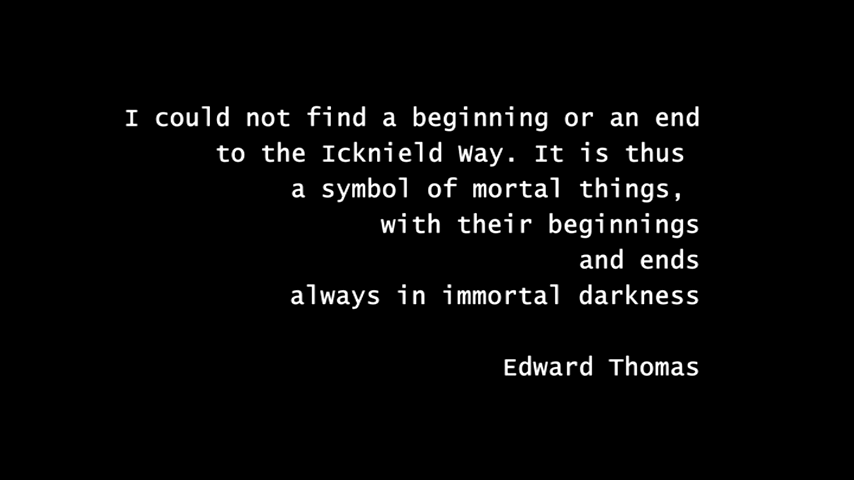 I could not find a beginning or an end
to the Icknield Way. It is thus
a symbol of mortal things,
with their beginnings
and ends
always in immortal darkness
Edward Thomas